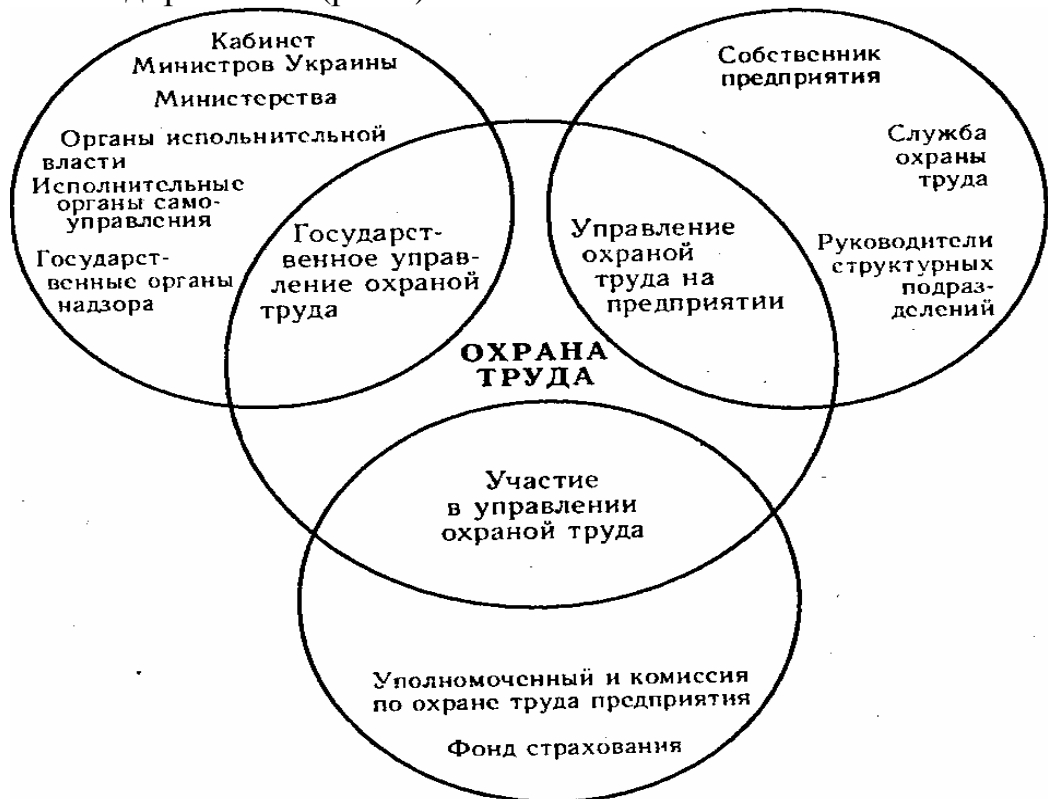 Кабинет
Министров Украины
Министерства
Органы испольнительной
власти
Исполнительные
органы само-
управления
Государст-
венные органы
надзора
Государст-
венное управ-
ление охраной
труда
Собственник
предприятия
Служба
охраны
труда
Руководители
структурных
подраз-
делений
Управление
охраной
труда на
предприятии
ОХРАНА
ТРУДА
Участие
в управлении
охраной труда
Уполномоченный и комиссия
по охране труда предприятия
Фонд страхования